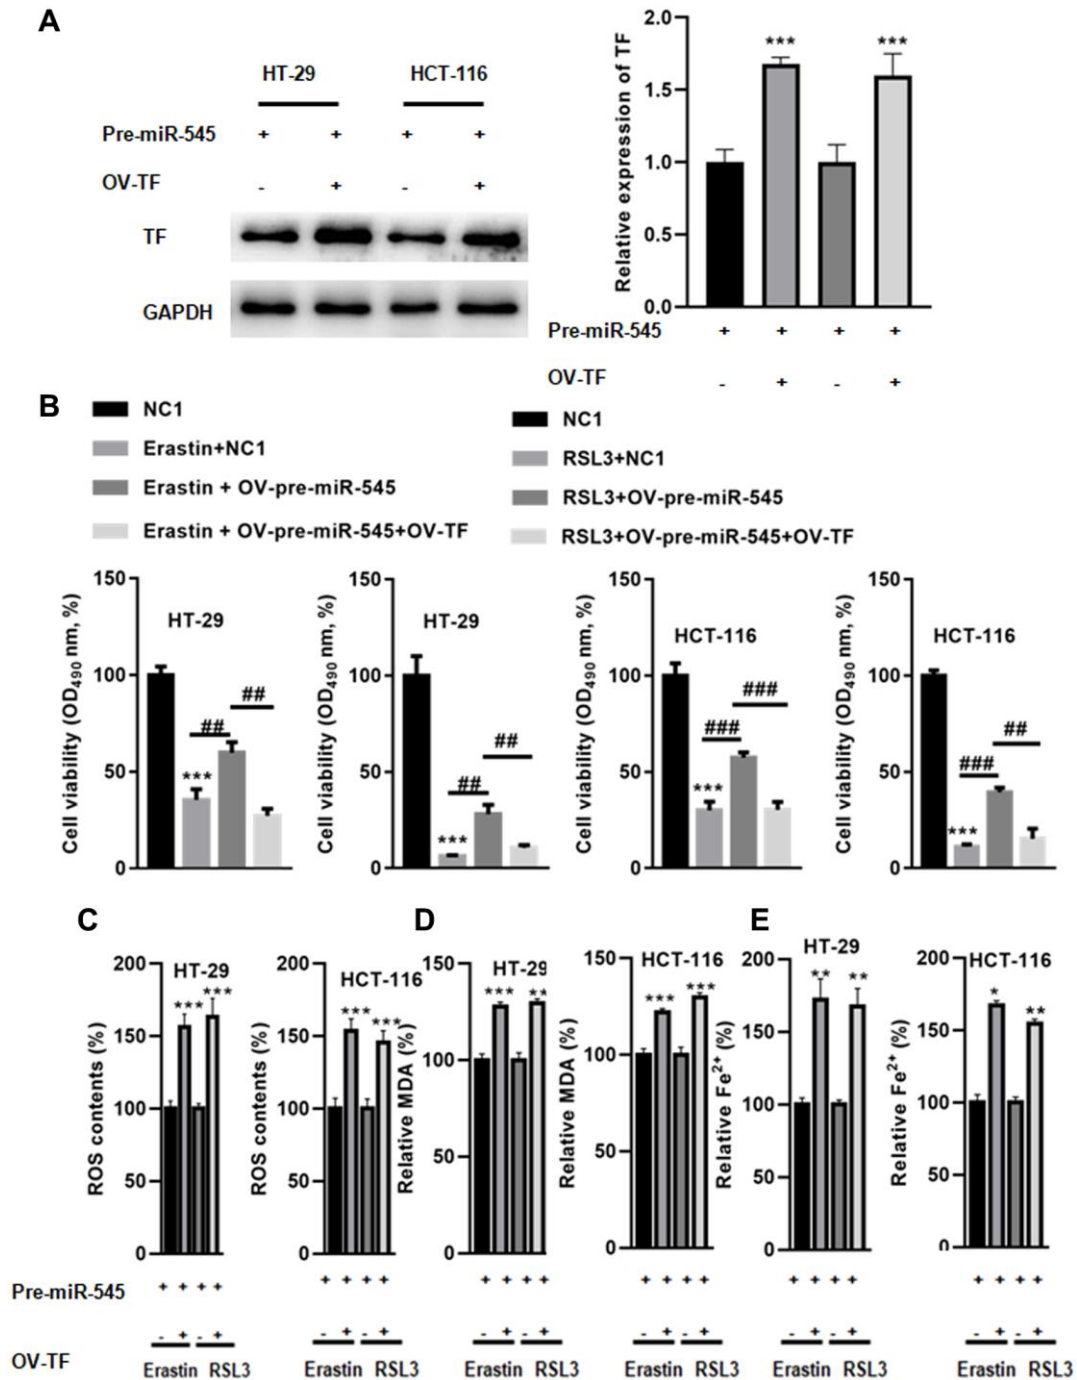 A
HT-29 HCT-116
Pre-miR-545 + + + +
OV-TF - + - +
TF
GAPDH
Relative expression of TF
2.0
1.5
1.0
0.5
0.0
*** ***
Pre-miR-545 + + + +
OV-TF - + - +
B
NC1
Erastin+NC1
Erastin + OV-pre-miR-545
Erastin + OV-pre-miR-545+OV-TF
NC1
RSL3+NC1
RSL3+OV-pre-miR-545
RSL3+OV-pre-miR-545+OV-TF
Cell viability (OD490 nm, %)
150
100
50
0
HT-29
##
##
***
Cell viability (OD490 nm, %)
150
100
50
0
HT-29
##
##
***
Cell viability (OD490 nm, %)
150
100
50
0
HCT-116
###
###
***
Cell viability (OD490 nm, %)
150
100
50
0
HCT-116
##
###
***
C
ROS contents (%)
200
150
100
50
0
HT-29
*** ***
ROS contents (%)
200
150
100
50
0
HCT-116
*** ***
D
Relative MDA (%)
150
100
50
0
HT-29
*** **
Relative MDA (%)
150
100
50
0
HCT-116
*** ***
E
Relative Fe2+ (%)
200
150
100
50
0
HT-29
** **
Relative Fe2+ (%)
200
150
100
50
0
HCT-116
* **
Pre-miR-545 + + + + + + + + + + + + + + + + + + + + + + + +
OV-TF - + - + - + - + - + - + - + - + - + - + - + - +
Erastin RSL3 Erastin RSL3 Erastin RSL3 Erastin RSL3 Erastin RSL3 Erastin RSL3